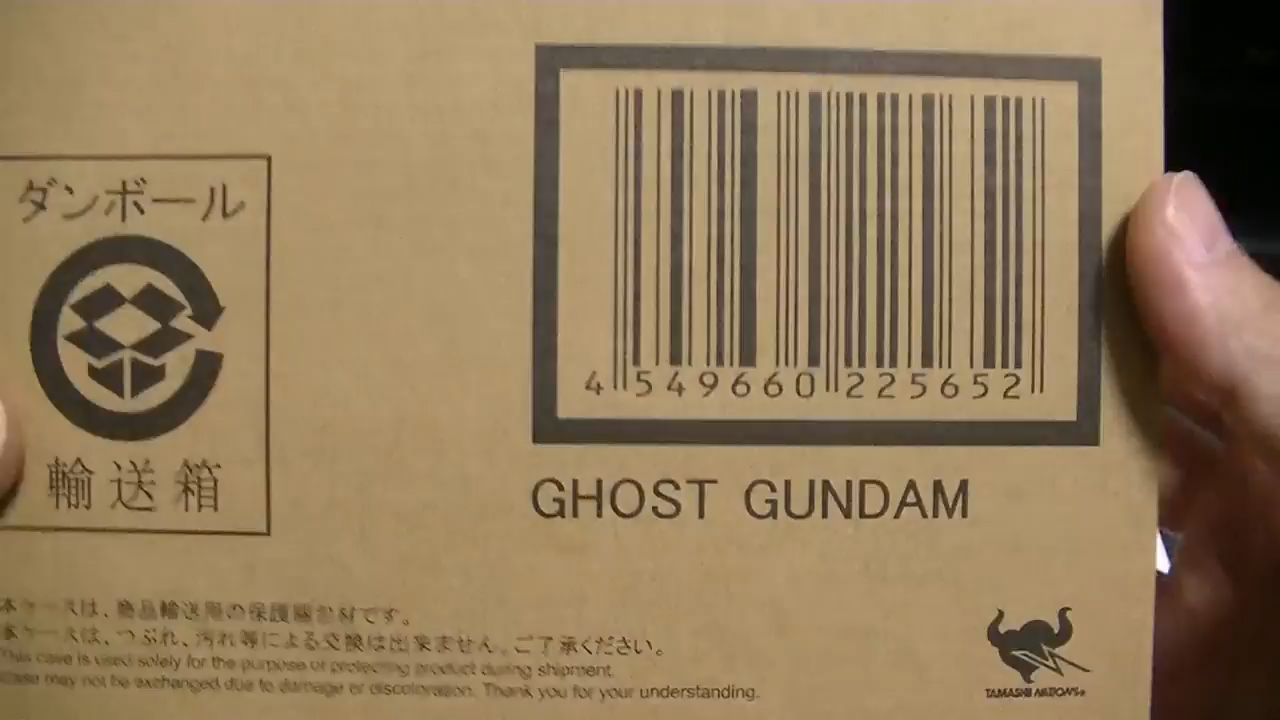 ダンボール
輸送箱
4 549660 225652
GHOST GUNDAM
本ケースは、商品輸送用の保護梱包材です。
本ケースは、つぶれ、汚れ等による交換は出来ません。ご了承ください。
This case is used solely for the purpose of protecting product during shipment.
case may not be exchanged due to damage or discoloration. Thank you for your understanding.
TAMASHII NATIONS